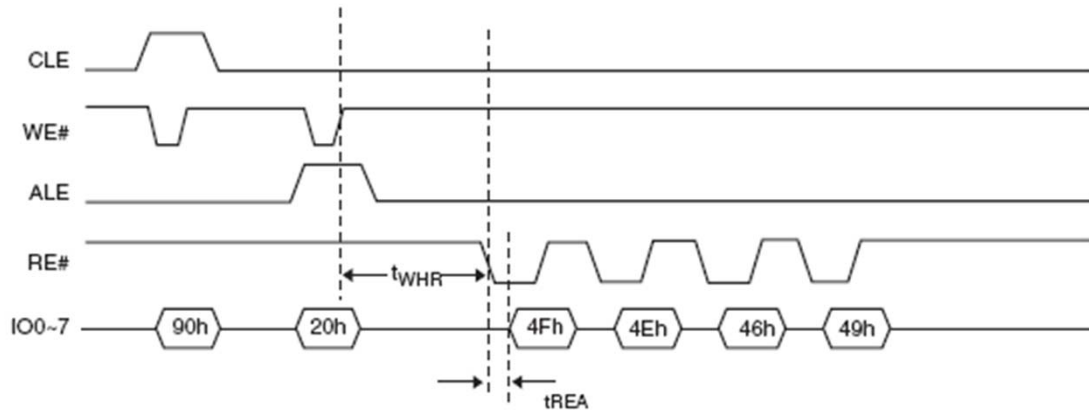 CLE
WE#
ALE
RE#
tWHR
IO0~7 90h 20h 4Fh 4Eh 46h 49h
tREA